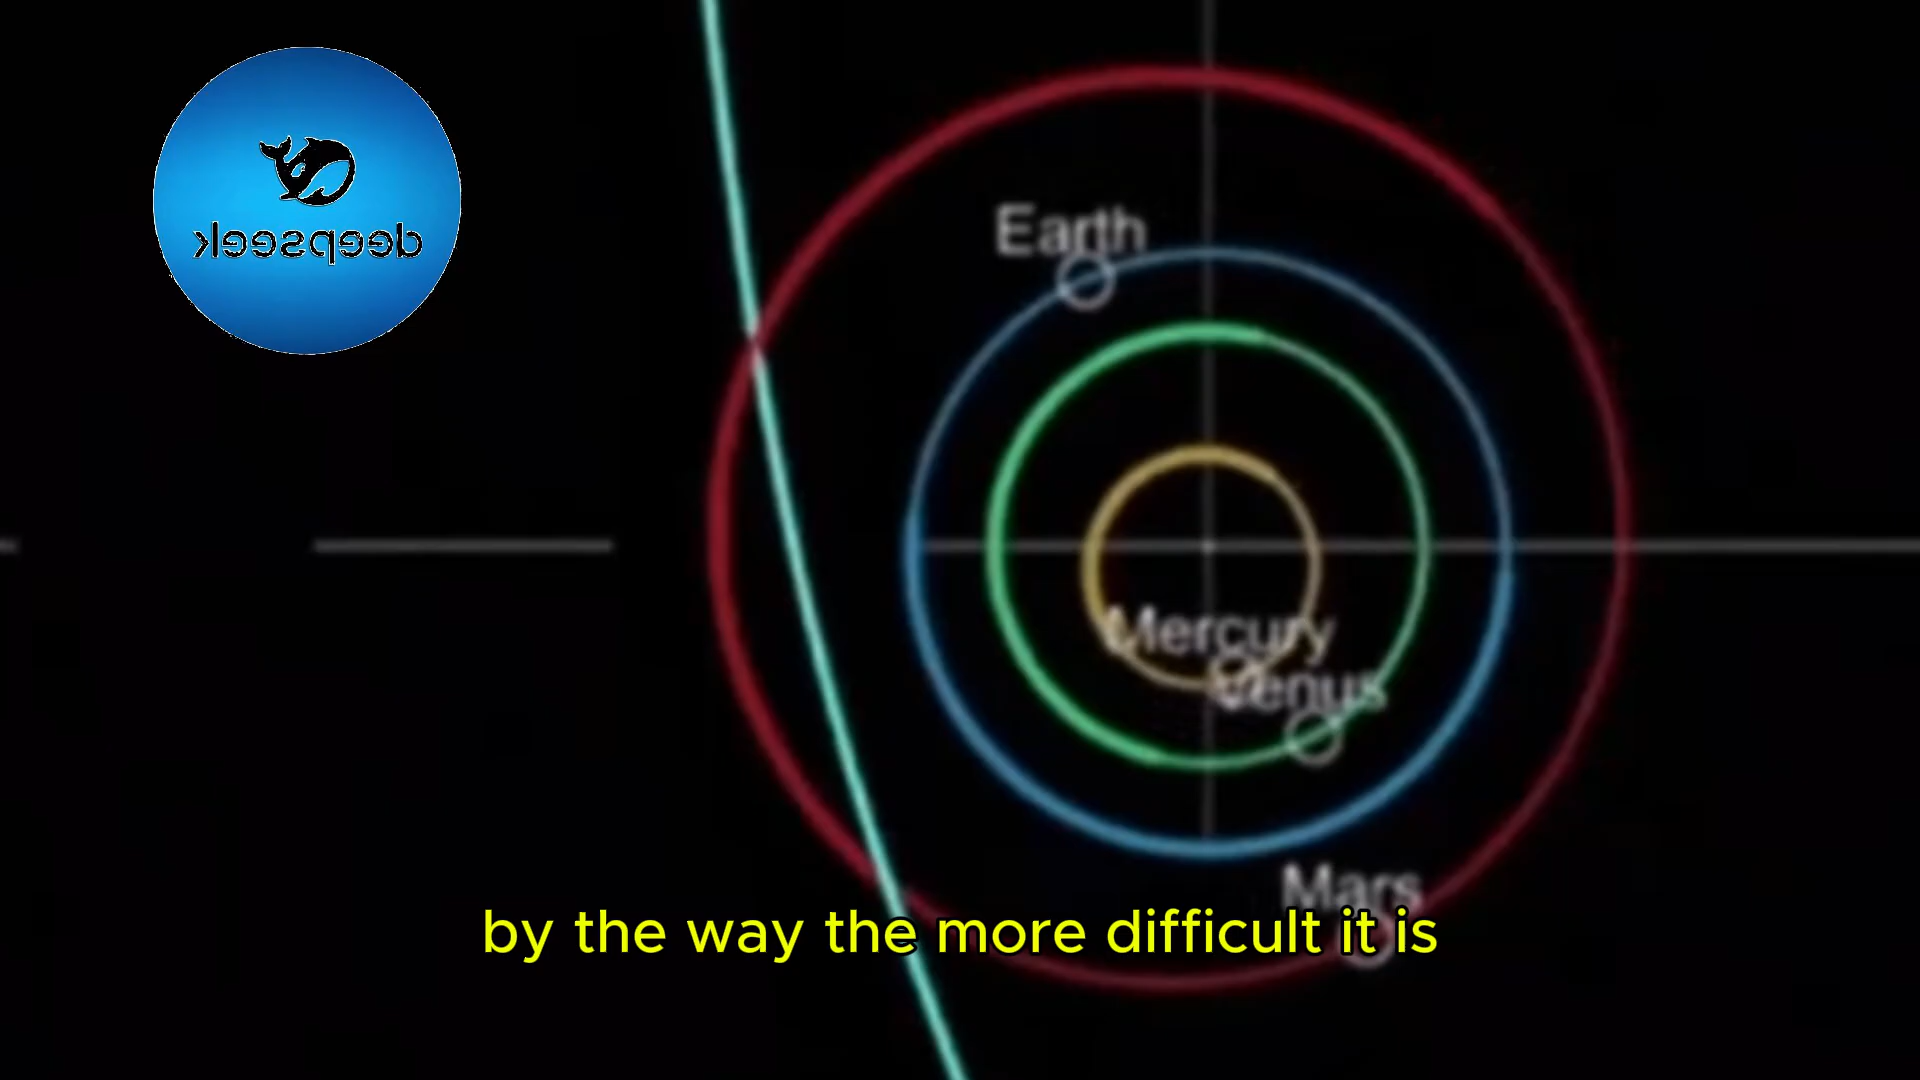 deepseek
Earth
Mercury
Venus
Mars
by the way the more difficult it is